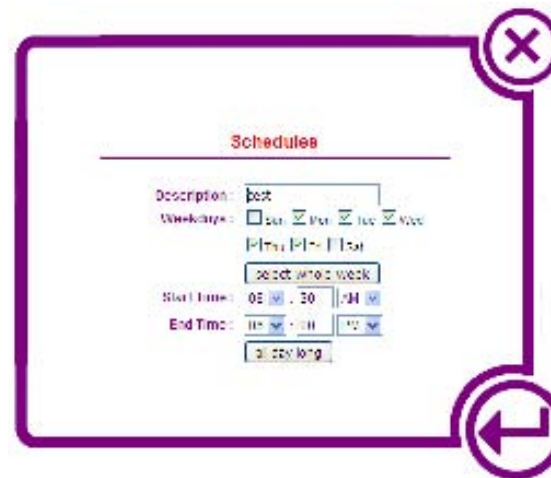 Schedules
Description : test
Weekdays : Sun Mon Tue Wed
Thu Fri Sat
select whole week
Start Time : : 30 AM
End Time : :
all day long